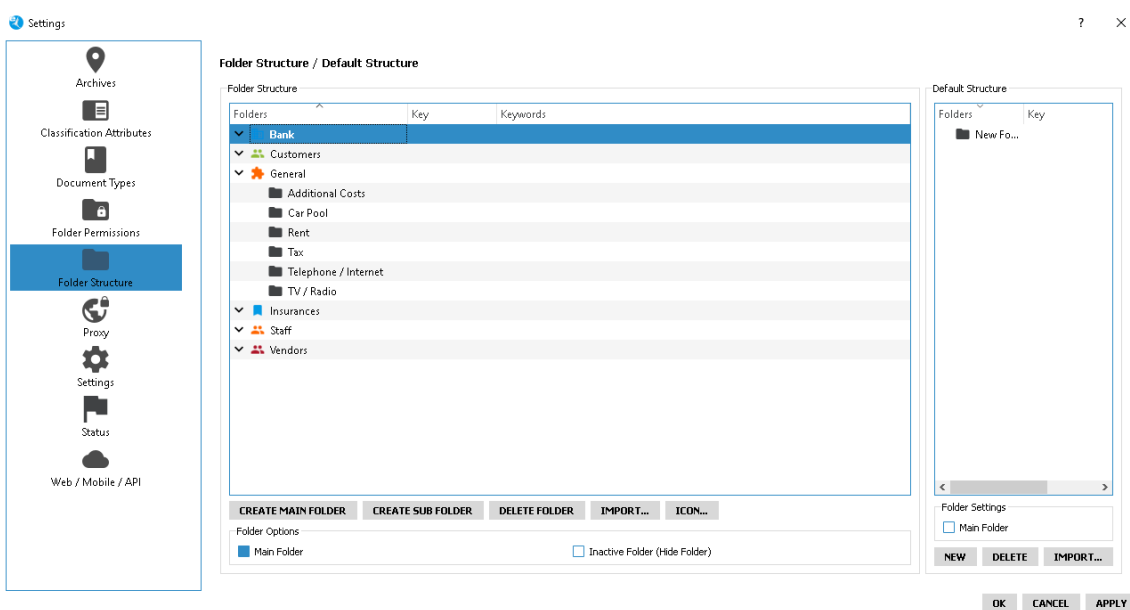 Settings
?
Archives
Classification Attributes
Document Types
Folder Permissions
Folder Structure
Proxy
Settings
Status
Web / Mobile / API
Folder Structure / Default Structure
Folder Structure
Folders Key Keywords
Bank
Customers
General
Additional Costs
Car Pool
Rent
Tax
Telephone / Internet
TV / Radio
Insurances
Staff
Vendors
CREATE MAIN FOLDER CREATE SUB FOLDER DELETE FOLDER IMPORT... ICON...
Folder Options
Main Folder Inactive Folder (Hide Folder)
Default Structure
Folders Key
New Fo...
Folder Settings
Main Folder
NEW DELETE IMPORT...
OK CANCEL APPLY